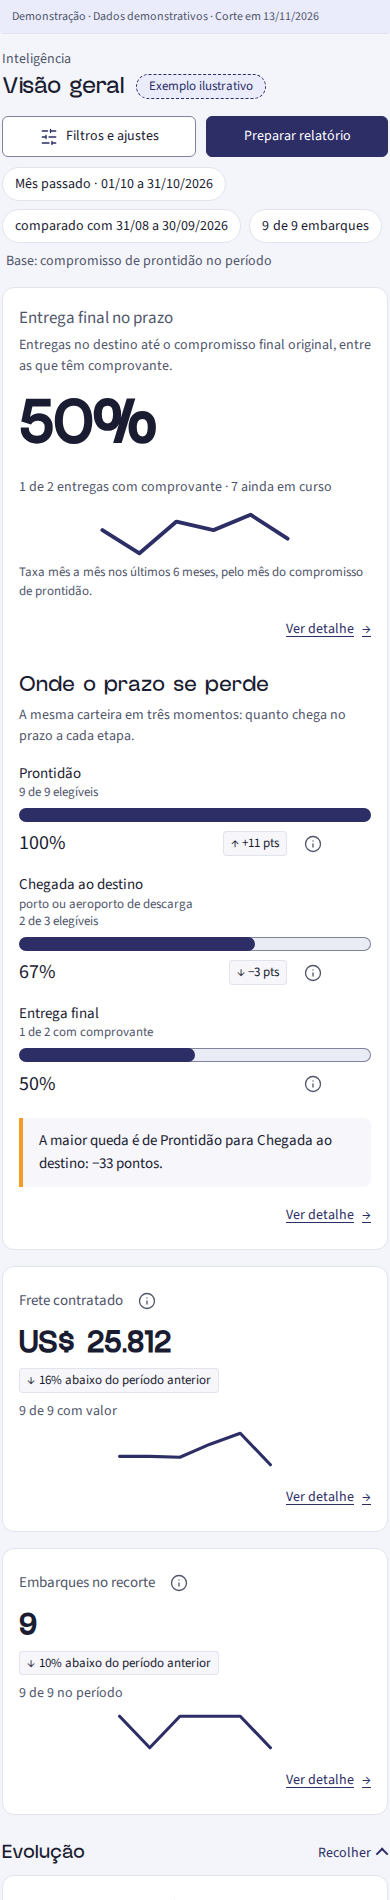 Demonstração · Dados demonstrativos · Corte em 13/11/2026
Inteligência
Visão geral
Exemplo ilustrativo
Filtros e ajustes
Preparar relatório
Mês passado · 01/10 a 31/10/2026
comparado com 31/08 a 30/09/2026
9 de 9 embarques
Base: compromisso de prontidão no período
Entrega final no prazo
Entregas no destino até o compromisso final original, entre
as que têm comprovante.
50%
1 de 2 entregas com comprovante · 7 ainda em curso
Taxa mês a mês nos últimos 6 meses, pelo mês do compromisso
de prontidão.
Ver detalhe →
Onde o prazo se perde
A mesma carteira em três momentos: quanto chega no
prazo a cada etapa.
Prontidão
9 de 9 elegíveis
100%
↑ +11 pts
Chegada ao destino
porto ou aeroporto de descarga
2 de 3 elegíveis
67%
↓ −3 pts
Entrega final
1 de 2 com comprovante
50%
A maior queda é de Prontidão para Chegada ao
destino: −33 pontos.
Ver detalhe →
Frete contratado
US$ 25.812
↓ 16% abaixo do período anterior
9 de 9 com valor
Ver detalhe →
Embarques no recorte
9
↓ 10% abaixo do período anterior
9 de 9 no período
Ver detalhe →
Evolução
Recolher